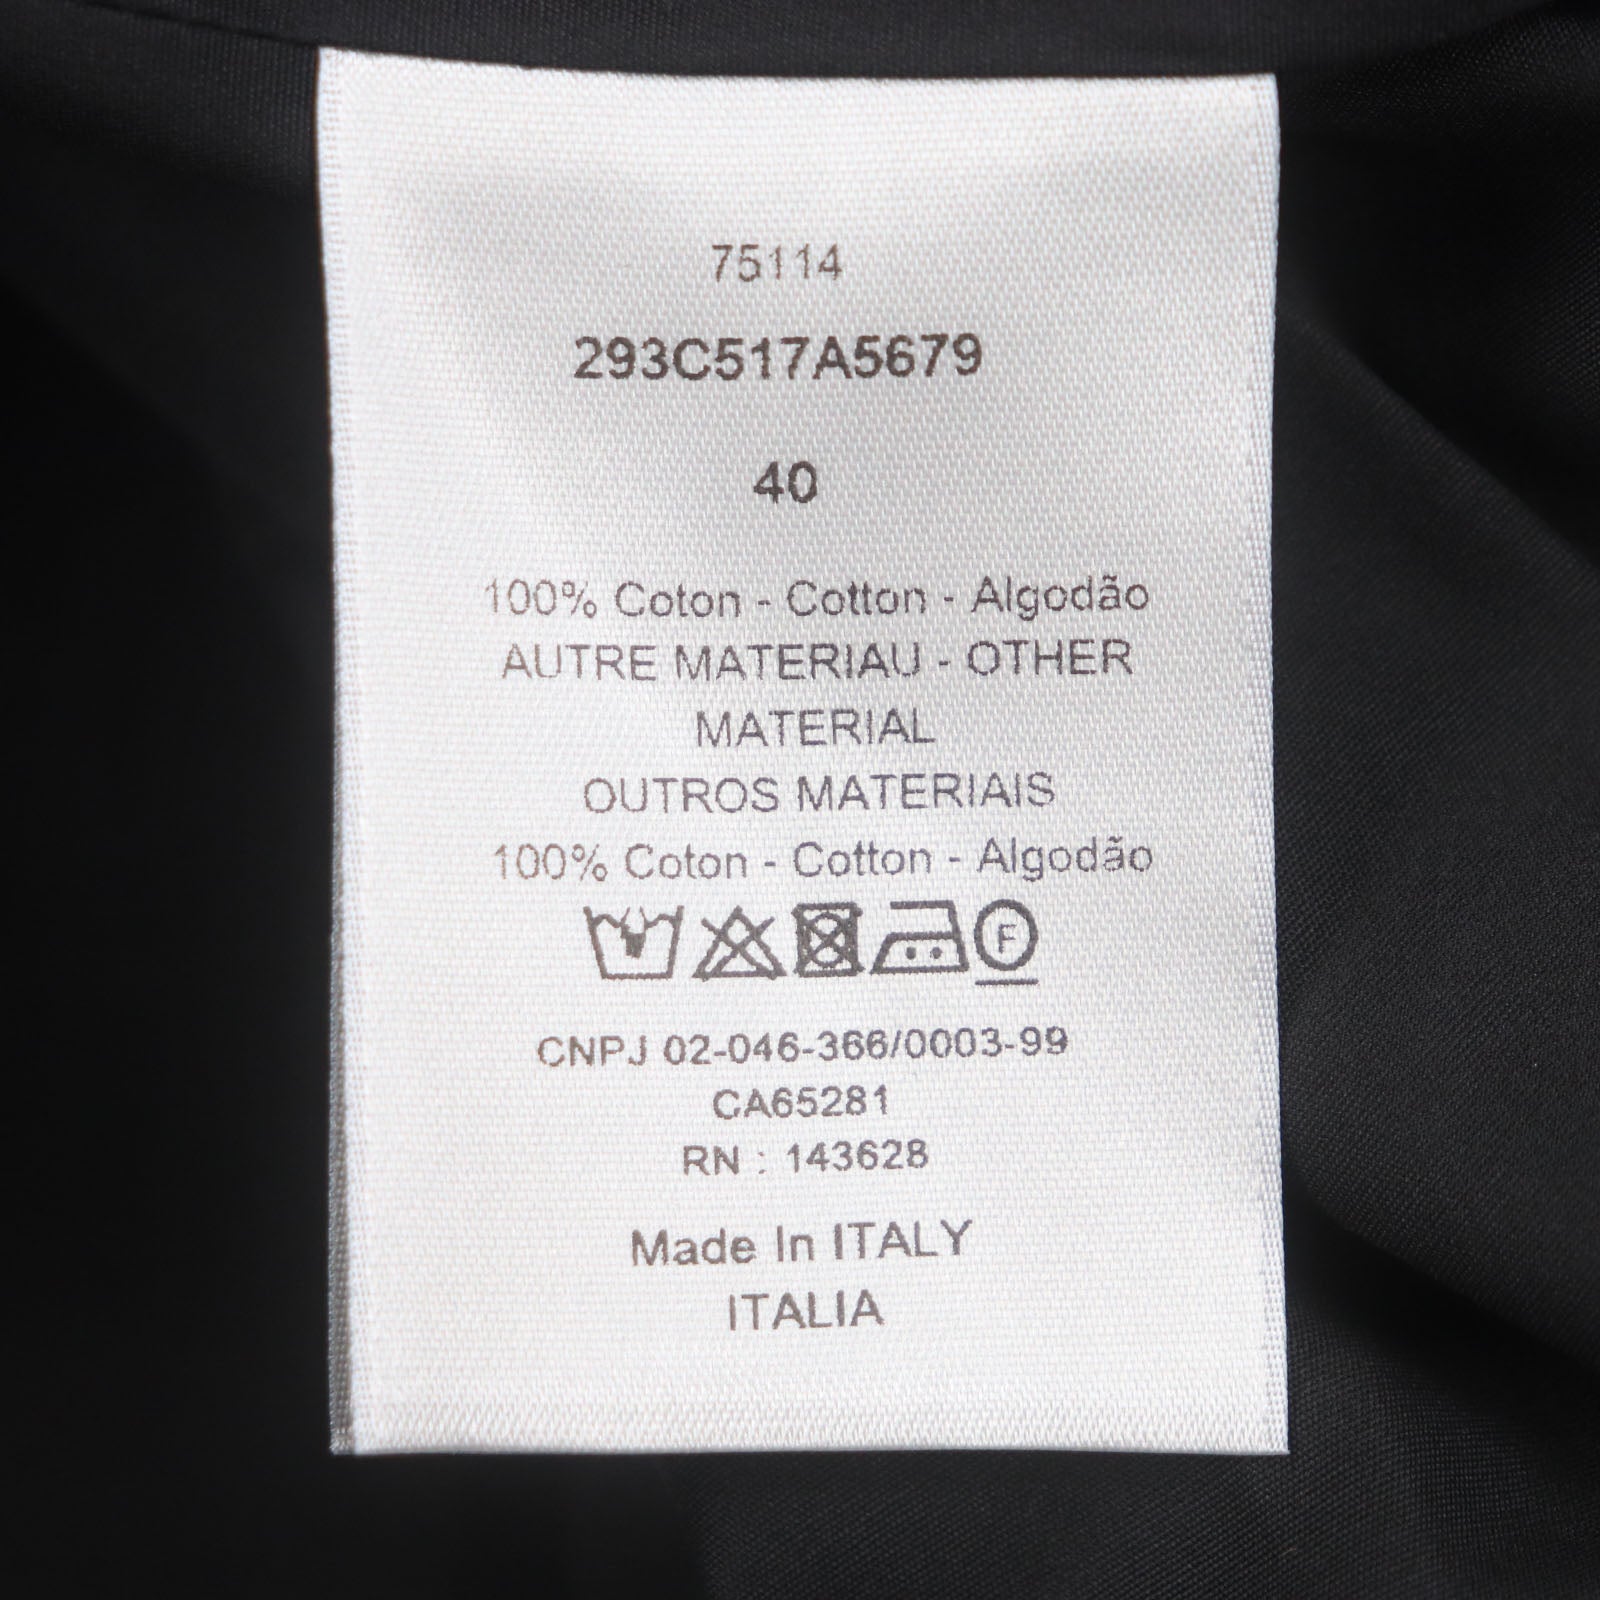 75114
293C517A5679
40
100% Coton - Cotton - Algodão
AUTRE MATERIAU - OTHER
MATERIAL
OUTROS MATERIAIS
100% Coton - Cotton - Algodão
F
CNPJ 02-046-366/0003-99
CA65281
RN : 143628
Made In ITALY
ITALIA